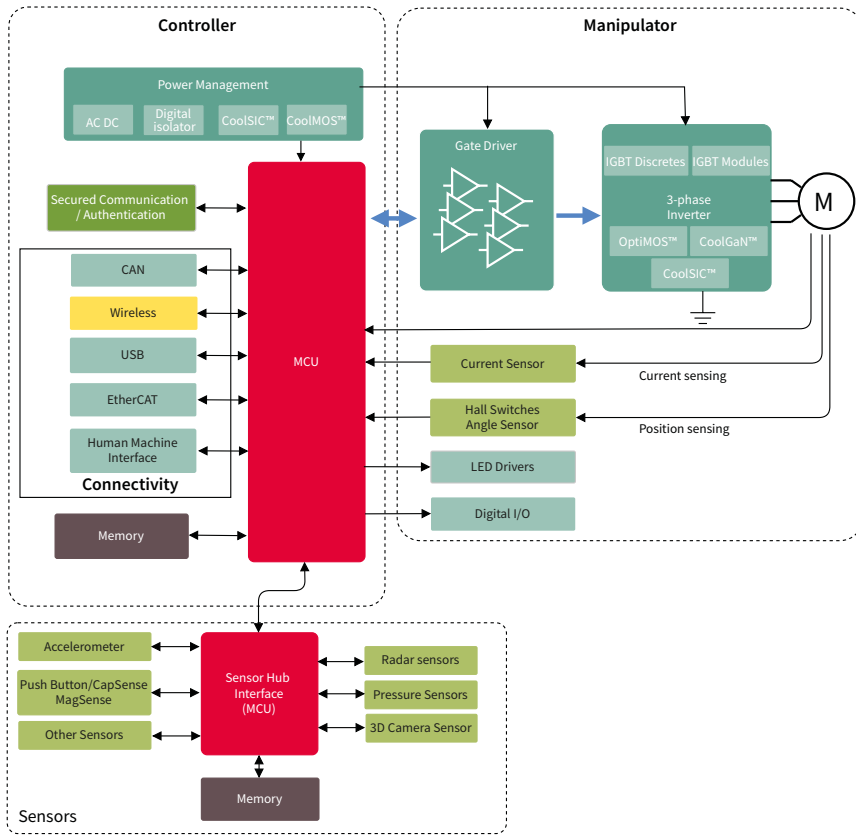 Controller
Manipulator
Power Management
AC DC
Digital
isolator
CoolSIC™
CoolMOS™
Gate Driver
IGBT Discretes
IGBT Modules
3-phase
Inverter
OptiMOS™
CoolGaN™
CoolSIC™
M
Secured Communication
/ Authentication
CAN
Wireless
USB
EtherCAT
Human Machine
Interface
Connectivity
Memory
MCU
Current Sensor
Current sensing
Hall Switches
Angle Sensor
Position sensing
LED Drivers
Digital I/O
Accelerometer
Push Button/CapSense
MagSense
Other Sensors
Sensor Hub
Interface
(MCU)
Radar sensors
Pressure Sensors
3D Camera Sensor
Memory
Sensors